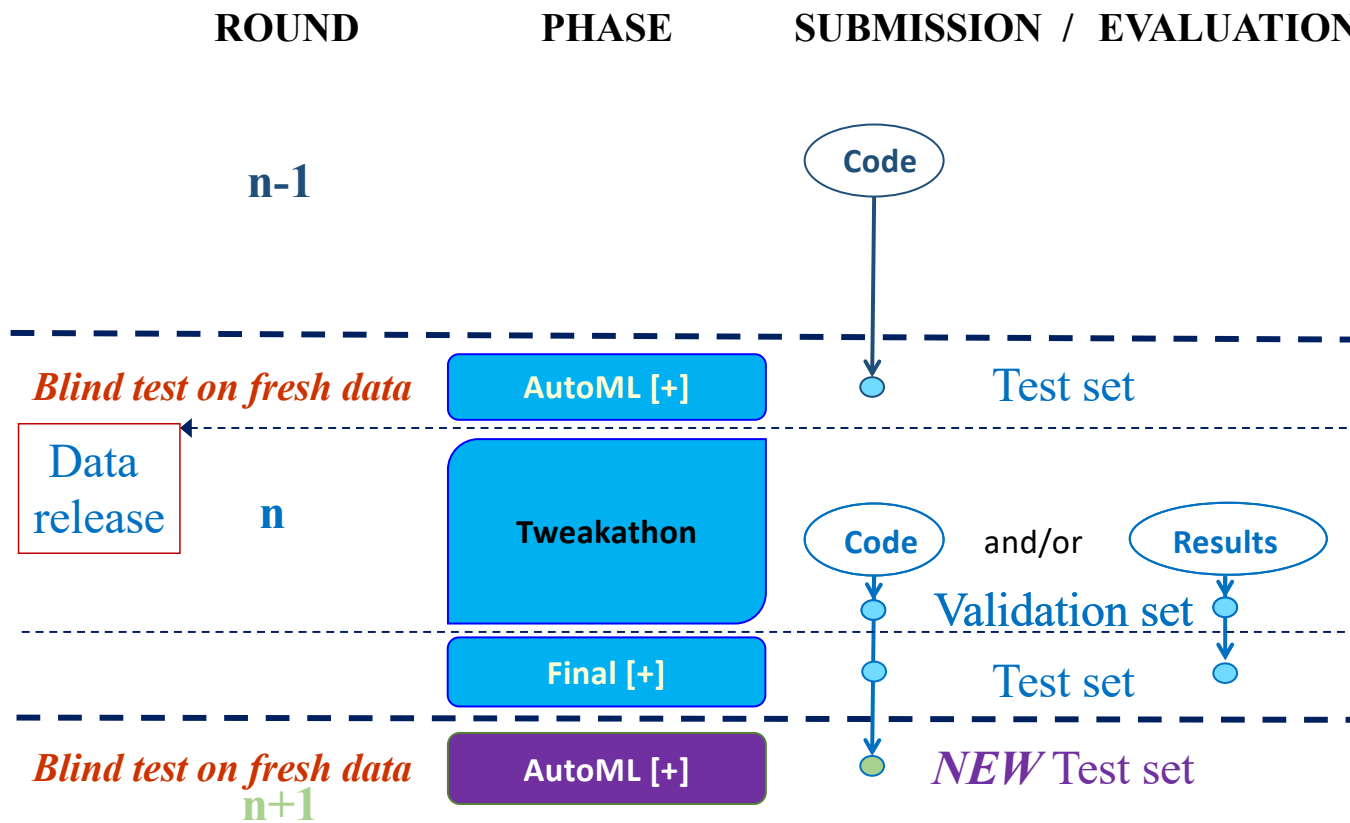 ROUND PHASE SUBMISSION / EVALUATION
Code
n-1
Blind test on fresh data AutoML [+] Test set
Data
release
n
Tweakathon
Code and/or Results
Validation set
Final [+] Test set
Blind test on fresh data AutoML [+] NEW Test set
n+1